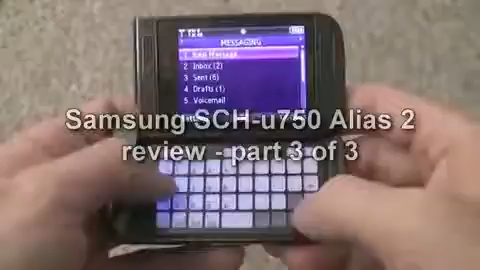 MESSAGING
1. New Message
2. Inbox (2)
3. Sent (6)
4. Drafts (1)
5. Voicemail
Samsung SCH-u750 Alias 2
review - part 3 of 3